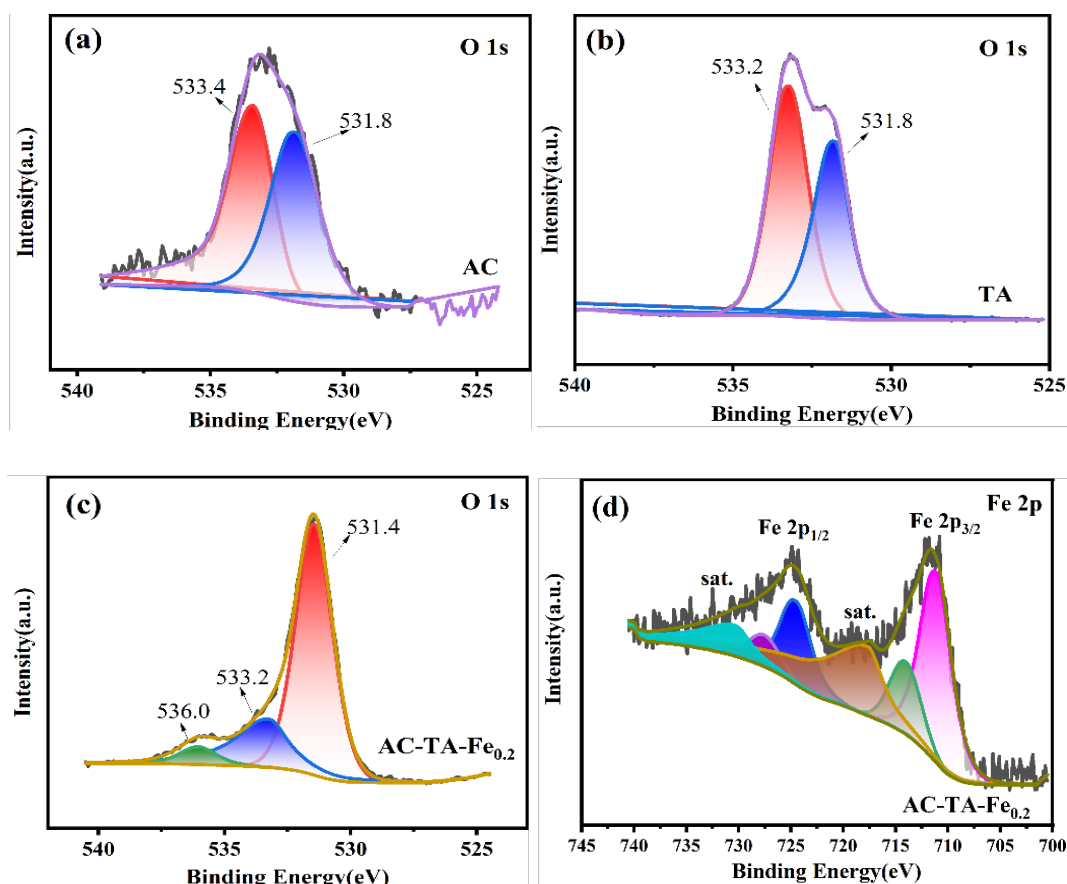 (a)
O 1s
533.4
531.8
AC
Intensity(a.u.)
540 535 530 525
Binding Energy(eV)
(b)
O 1s
533.2
531.8
TA
Intensity(a.u.)
540 535 530 525
Binding Energy(eV)
(c)
O 1s
531.4
533.2
536.0
AC-TA-Fe0.2
Intensity(a.u.)
540 535 530 525
Binding Energy(eV)
(d)
Fe 2p
Fe 2p1/2
Fe 2p3/2
sat.
sat.
AC-TA-Fe0.2
Intensity(a.u.)
745 740 735 730 725 720 715 710 705 700
Binding Energy(eV)